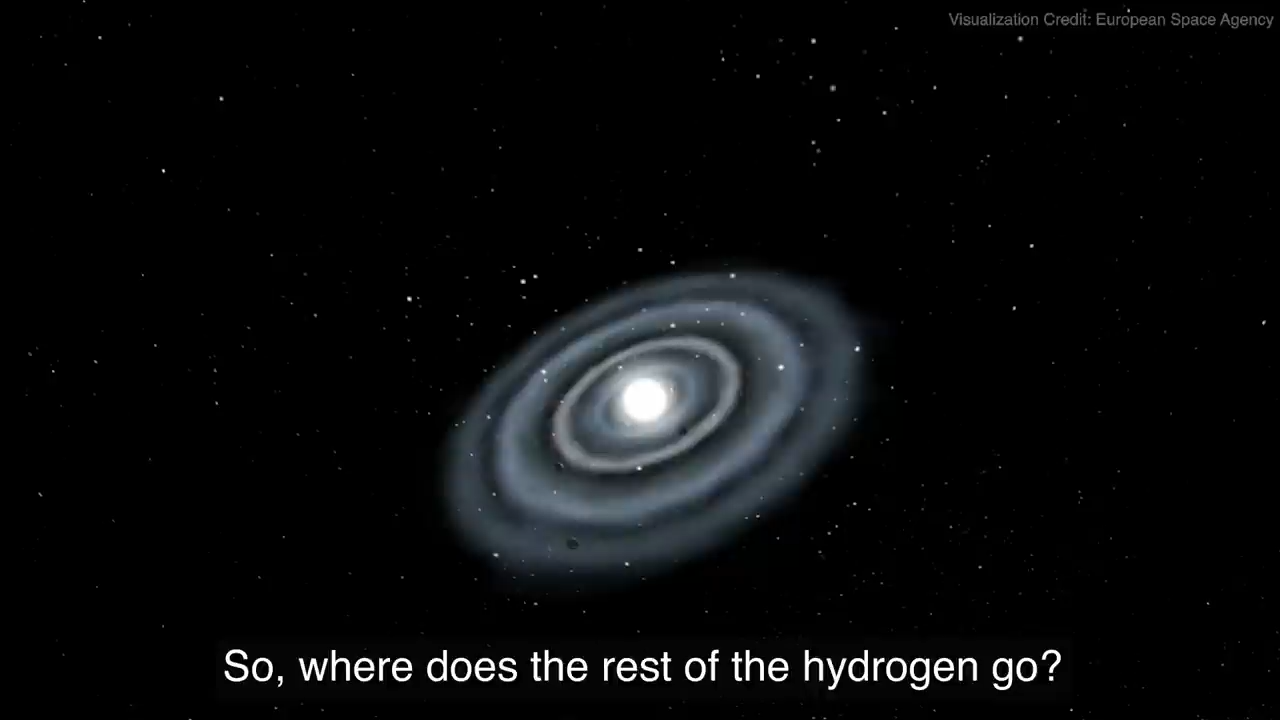 Visualization Credit: European Space Agency
So, where does the rest of the hydrogen go?